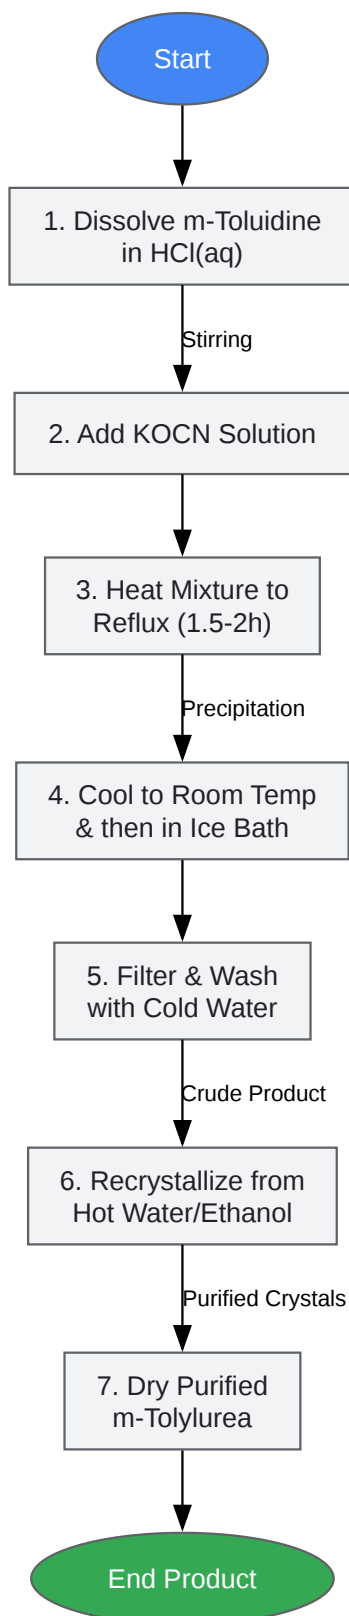 Start
1. Dissolve m-Toluidine
in HCl(aq)
Stirring
2. Add KOCN Solution
3. Heat Mixture to
Reflux (1.5-2h)
Precipitation
4. Cool to Room Temp
& then in Ice Bath
5. Filter & Wash
with Cold Water
Crude Product
6. Recrystallize from
Hot Water/Ethanol
Purified Crystals
7. Dry Purified
m-Tolylurea
End Product